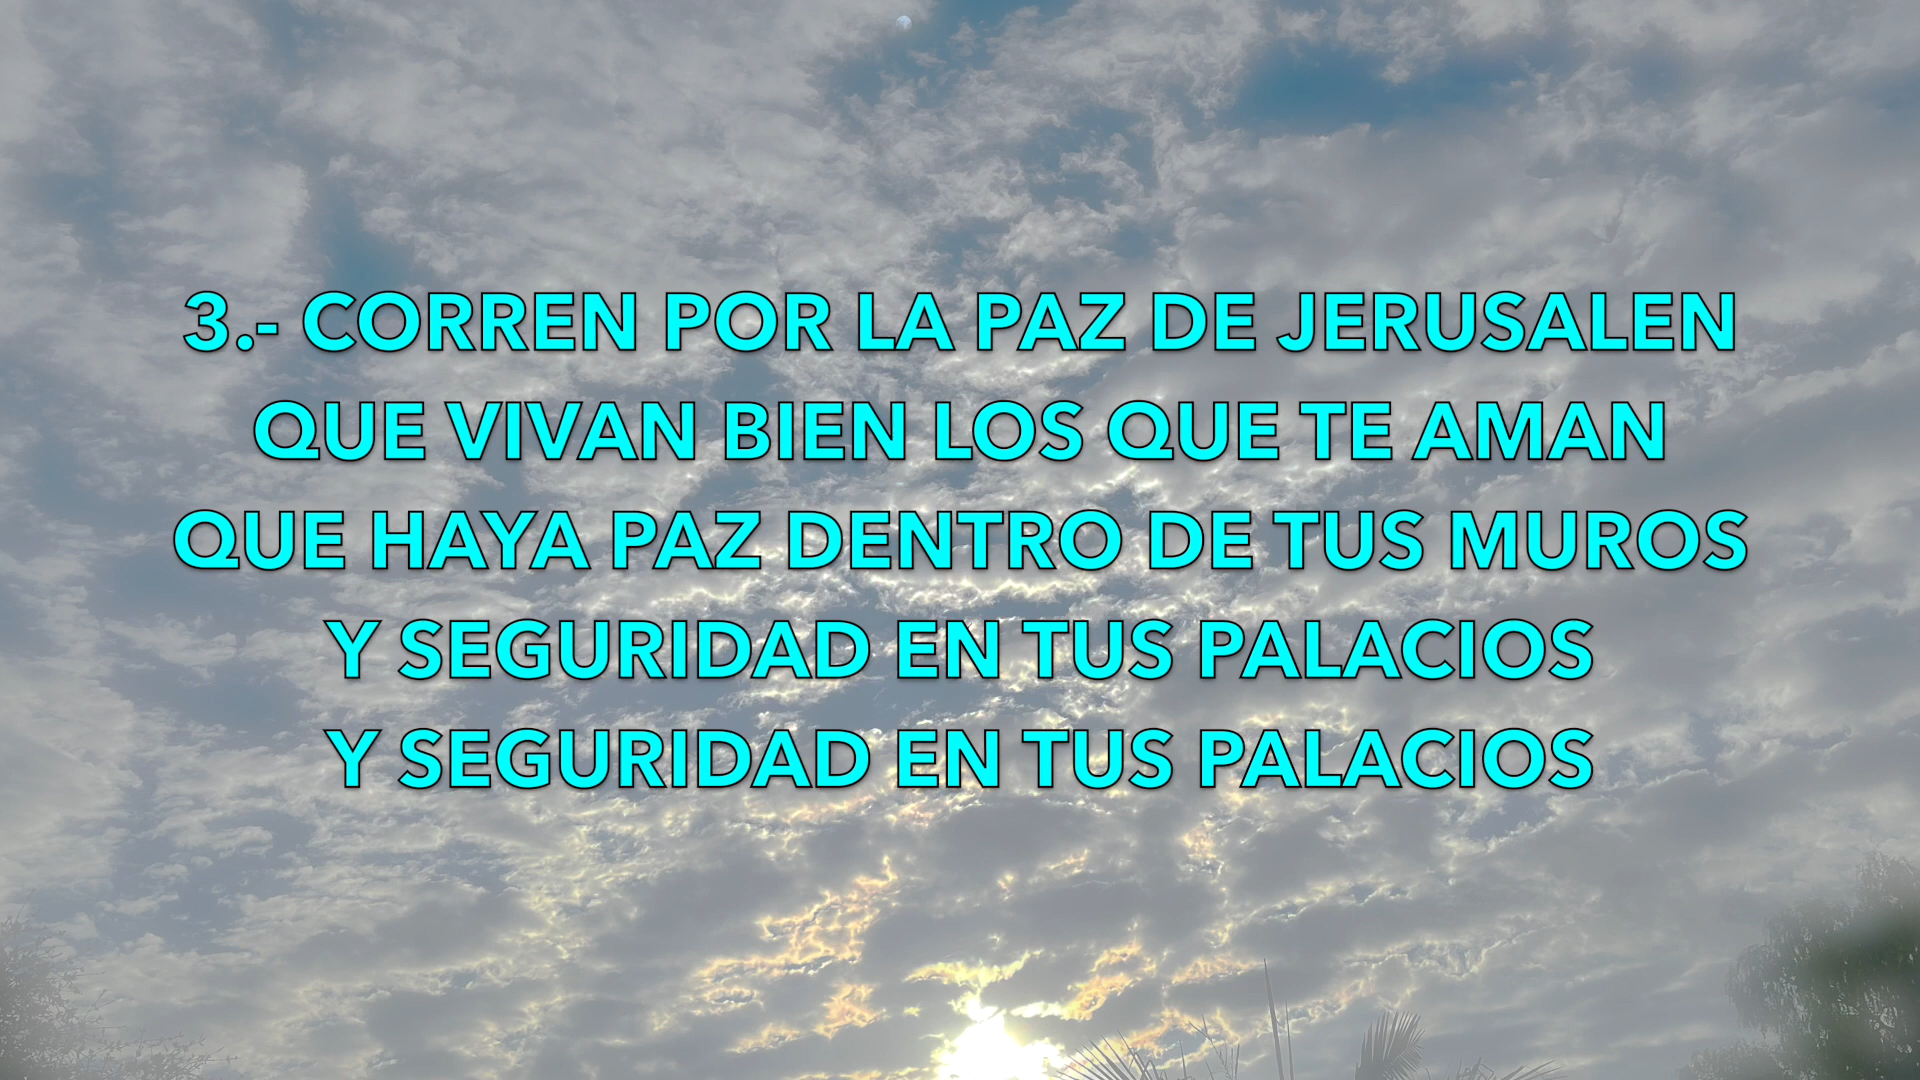 3.- CORREN POR LA PAZ DE JERUSALEN
QUE VIVAN BIEN LOS QUE TE AMAN
QUE HAYA PAZ DENTRO DE TUS MUROS
Y SEGURIDAD EN TUS PALACIOS
Y SEGURIDAD EN TUS PALACIOS